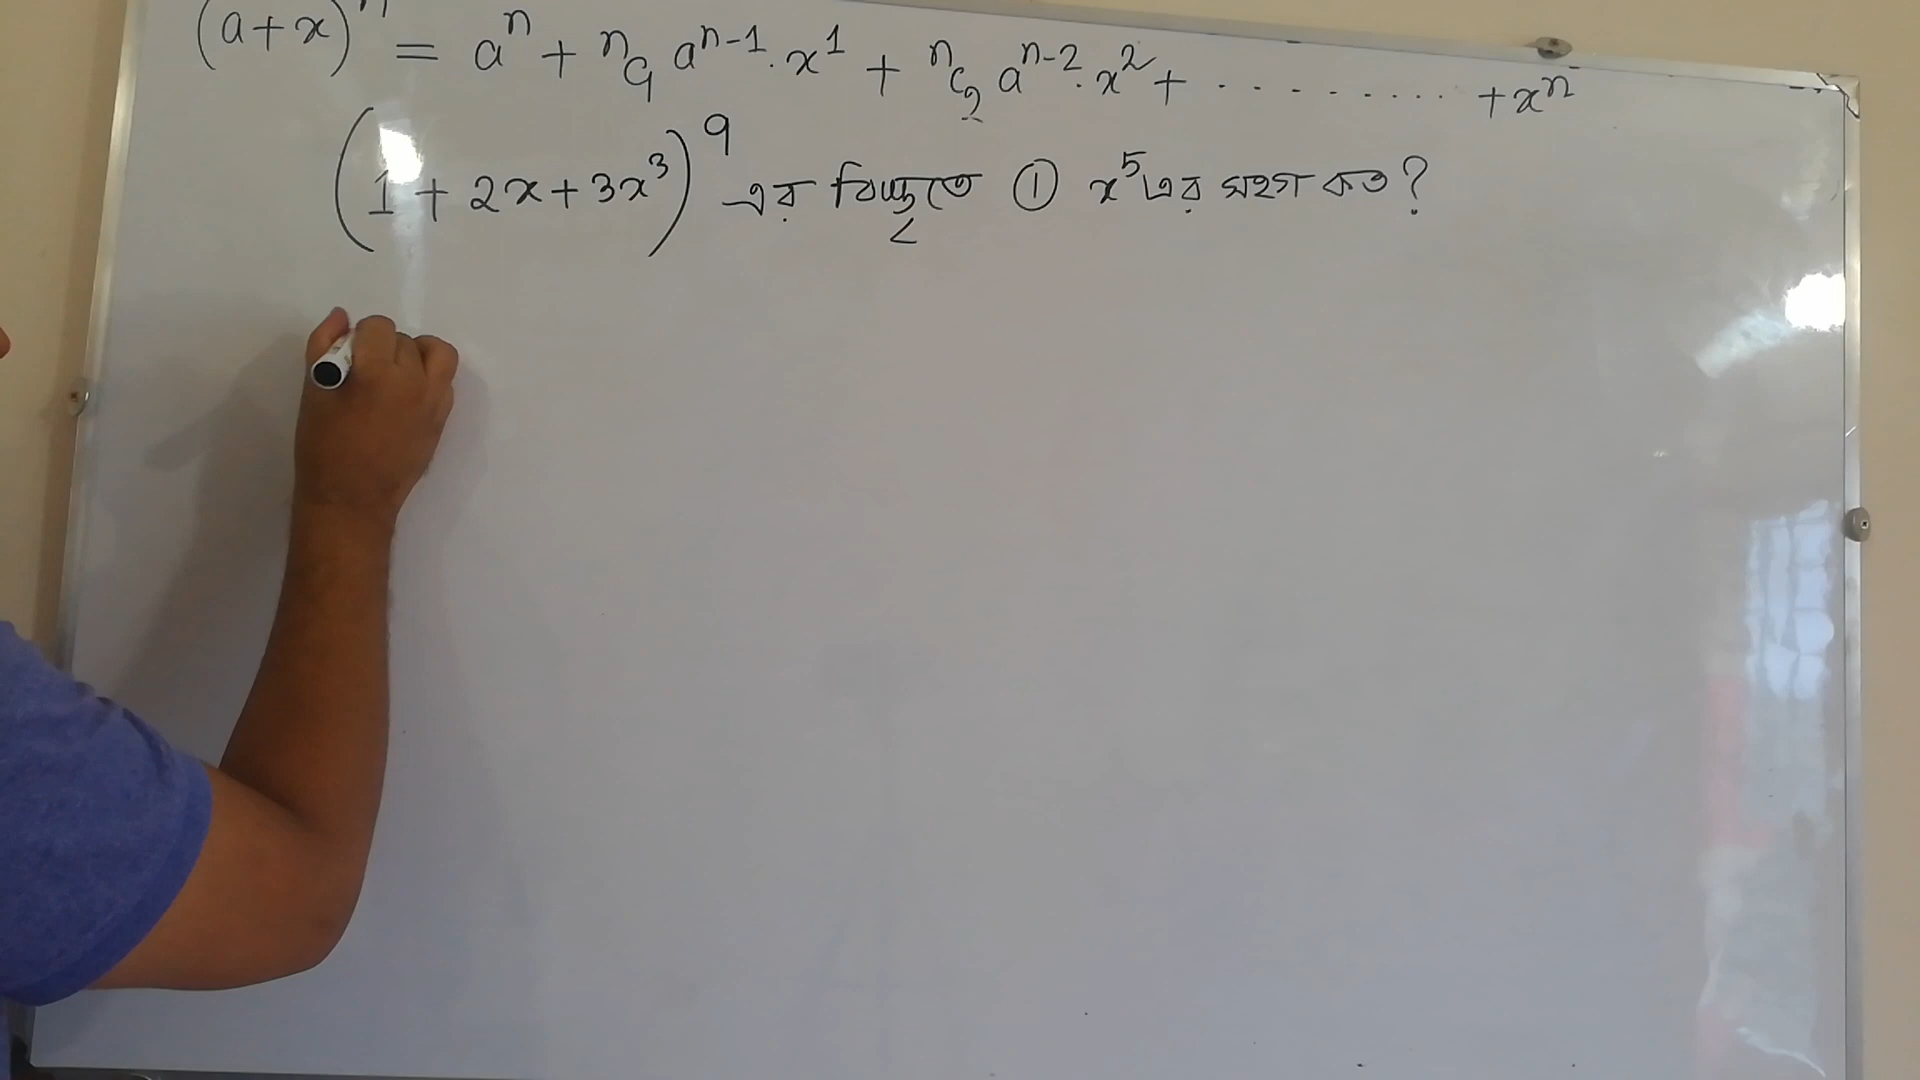 (a+x)ⁿ = aⁿ + ⁿC₁ aⁿ⁻¹·x¹ + ⁿC₂ aⁿ⁻²·x² + ......... + xⁿ
(1 + 2x + 3x³)⁹ এর বিস্তৃতিতে ① x⁵ এর সহগ কত?